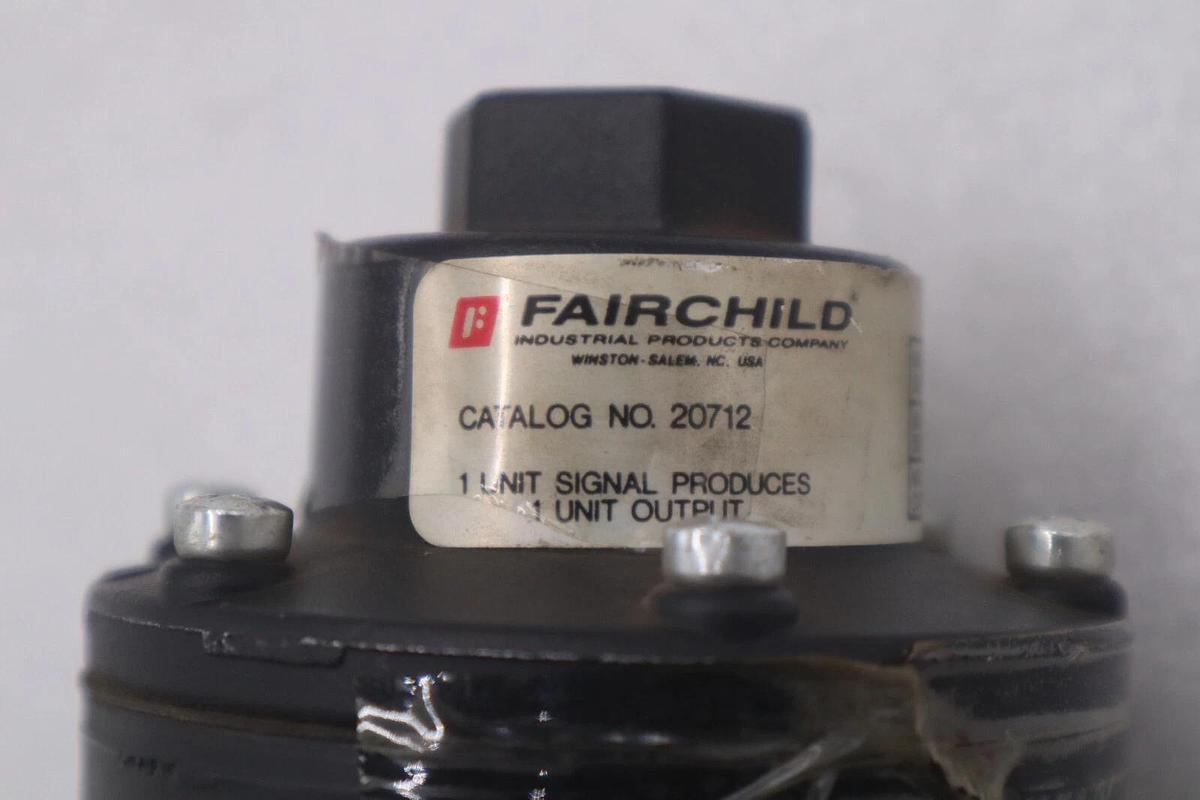 FAIRCHILD
INDUSTRIAL PRODUCTS COMPANY
WINSTON-SALEM, NC, USA
CATALOG NO. 20712
1 UNIT SIGNAL PRODUCES
1 UNIT OUTPUT